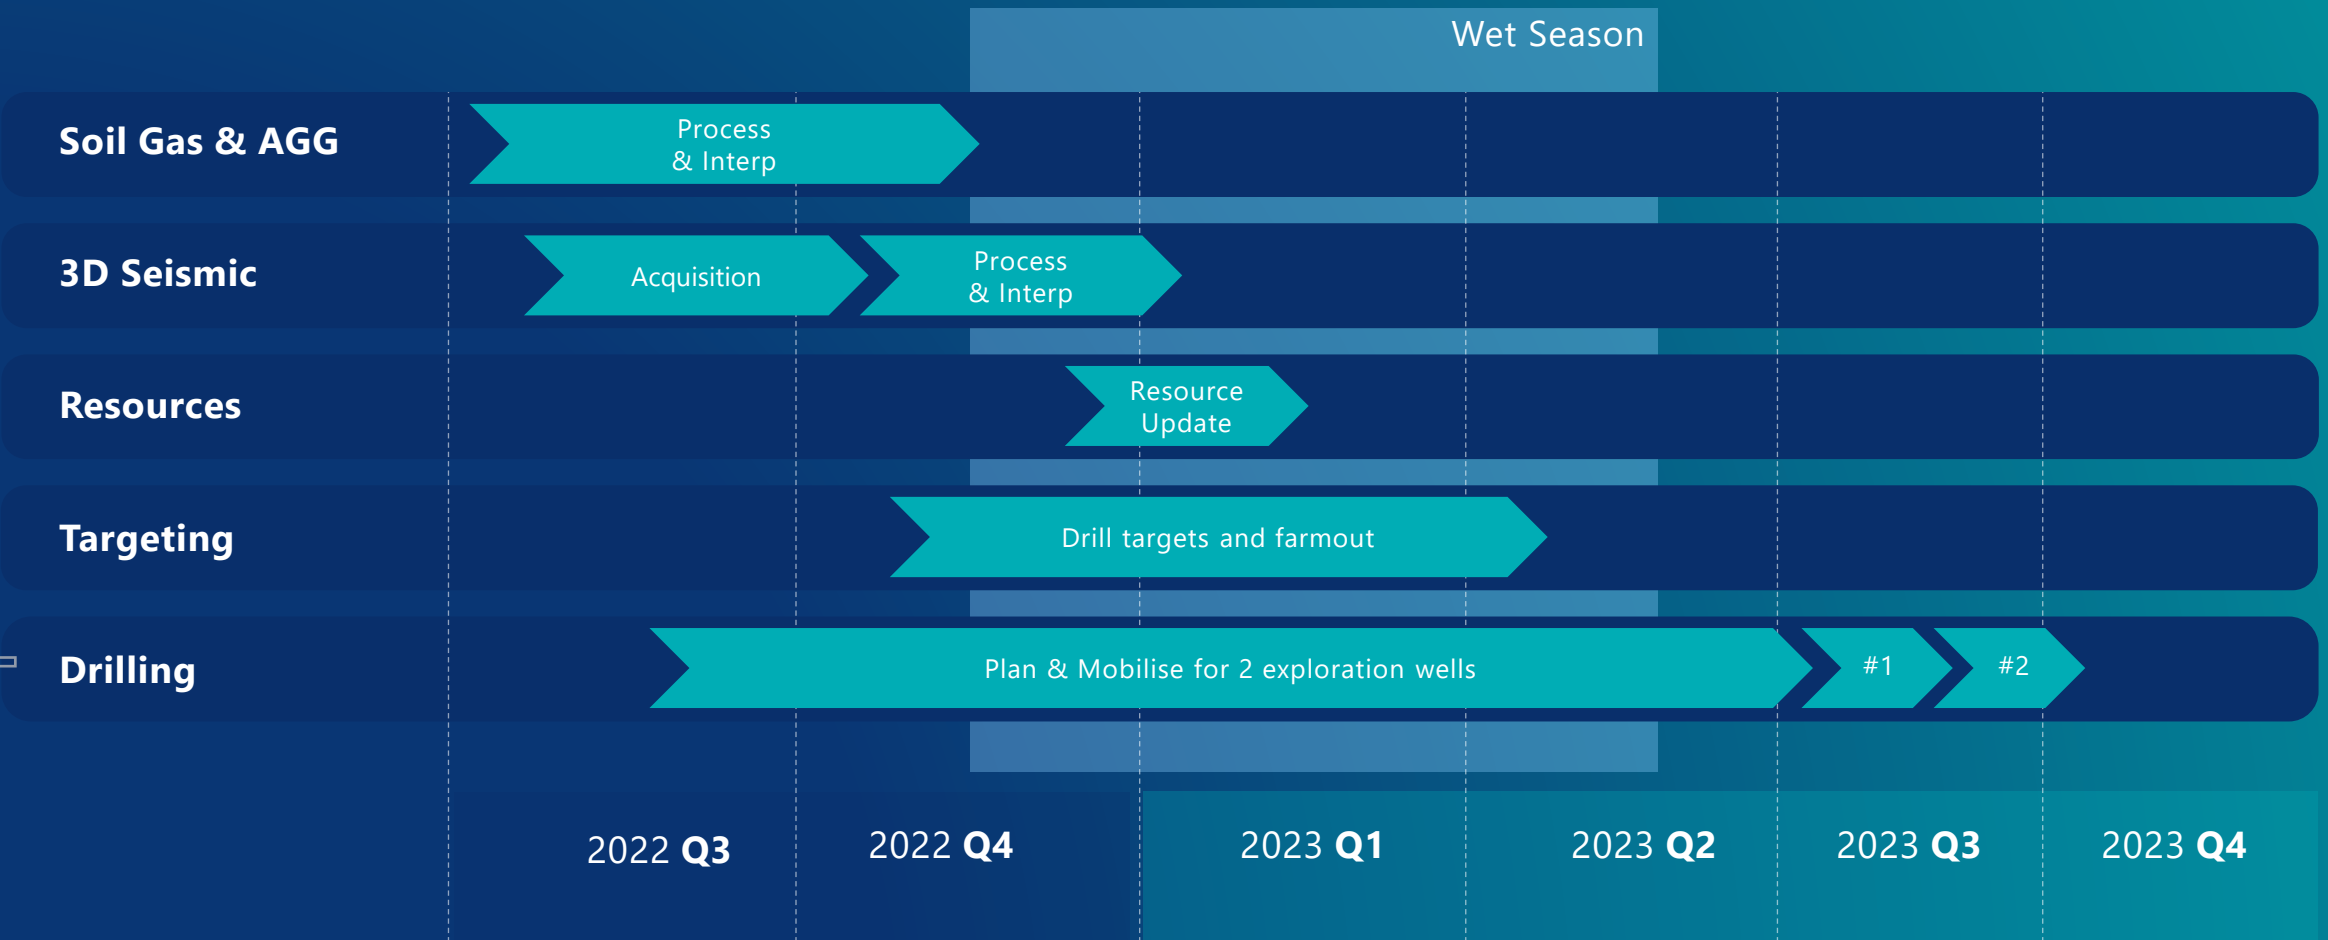 Wet Season
Soil Gas & AGG
Process
& Interp
3D Seismic
Acquisition
Process
& Interp
Resources
Resource
Update
Targeting
Drill targets and farmout
Drilling
Plan & Mobilise for 2 exploration wells
#1
#2
2022 Q3
2022 Q4
2023 Q1
2023 Q2
2023 Q3
2023 Q4